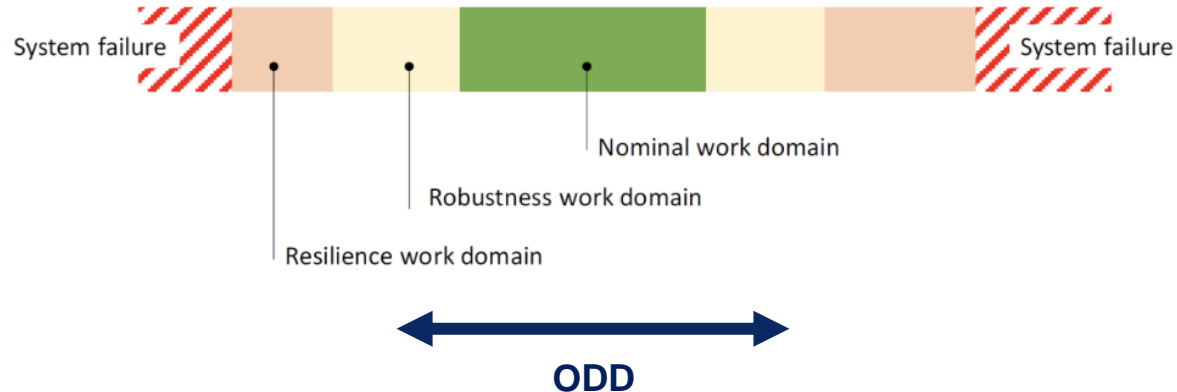 System failure
System failure
Nominal work domain
Robustness work domain
Resilience work domain
ODD